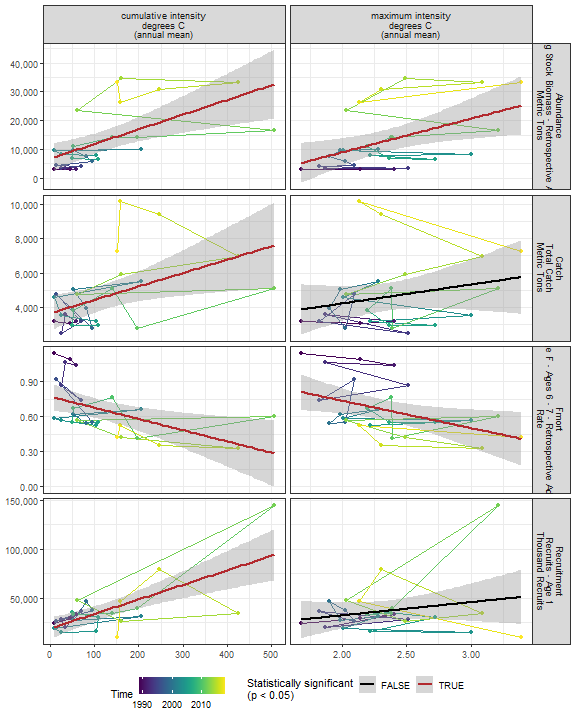 cumulative intensity
degrees C
(annual mean)
maximum intensity
degrees C
(annual mean)
40,000
30,000
20,000
10,000
0
Abundance
g Stock Biomass - Retrospective A
Metric Tons
10,000
8,000
6,000
4,000
Catch
Total Catch
Metric Tons
0.90
0.60
0.30
0.00
Fmort
e F - Ages 6 - 7 - Retrospective Ad
Rate
150,000
100,000
50,000
Recruitment
Recruits - Age 1
Thousand Recruits
0 100 200 300 400 500
2.00 2.50 3.00
Time
1990 2000 2010
Statistically significant
(p < 0.05)
FALSE
TRUE